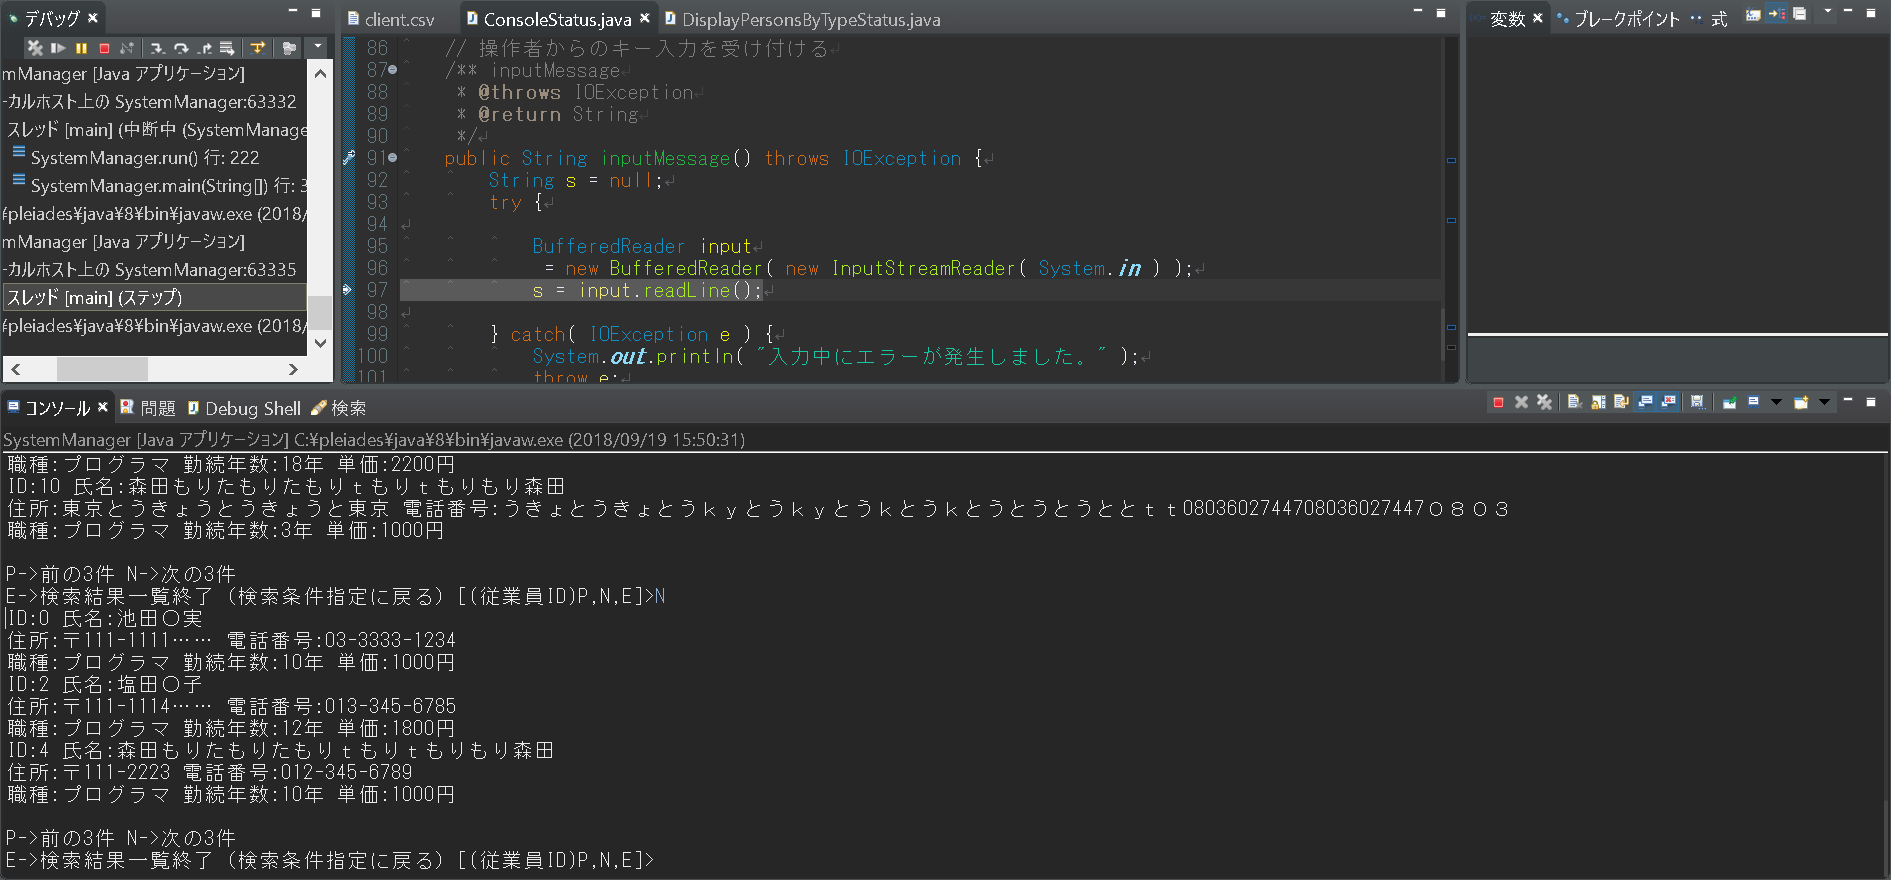 デバッグ
mManager [Java アプリケーション]
-カルホスト上の SystemManager:63332
スレッド [main] (中断中 (SystemManage
SystemManager.run() 行: 222
SystemManager.main(String[]) 行: 3
¥pleiades¥java¥8¥bin¥javaw.exe (2018/
mManager [Java アプリケーション]
-カルホスト上の SystemManager:63335
スレッド [main] (ステップ)
¥pleiades¥java¥8¥bin¥javaw.exe (2018/
client.csv ConsoleStatus.java DisplayPersonsByTypeStatus.java
86 // 操作者からのキー入力を受け付ける
87 /** inputMessage
88 * @throws IOException
89 * @return String
90 */
91 public String inputMessage() throws IOException {
92 String s = null;
93 try {
94
95 BufferedReader input
96 = new BufferedReader( new InputStreamReader( System.in ) );
97 s = input.readLine();
98
99 } catch( IOException e ) {
100 System.out.println( "入力中にエラーが発生しました。" );
101 throw e;
変数 ブレークポイント 式
コンソール 問題 Debug Shell 検索
SystemManager [Java アプリケーション] C:¥pleiades¥java¥8¥bin¥javaw.exe (2018/09/19 15:50:31)
職種:プログラマ 勤続年数:18年 単価:2200円
ID:10 氏名:森田もりたもりたもりｔもりｔもりもり森田
住所:東京とうきょうとうきょうと東京 電話番号:うきょとうきょとうｋｙとうｋｙとうｋとうｋとうとうとうととｔｔ0803602744708036027447０８０３
職種:プログラマ 勤続年数:3年 単価:1000円
P->前の3件 N->次の3件
E->検索結果一覧終了（検索条件指定に戻る）[(従業員ID)P,N,E]>N
ID:0 氏名:池田〇実
住所:〒111-1111…… 電話番号:03-3333-1234
職種:プログラマ 勤続年数:10年 単価:1000円
ID:2 氏名:塩田〇子
住所:〒111-1114…… 電話番号:013-345-6785
職種:プログラマ 勤続年数:12年 単価:1800円
ID:4 氏名:森田もりたもりたもりｔもりｔもりもり森田
住所:〒111-2223 電話番号:012-345-6789
職種:プログラマ 勤続年数:10年 単価:1000円
P->前の3件 N->次の3件
E->検索結果一覧終了（検索条件指定に戻る）[(従業員ID)P,N,E]>